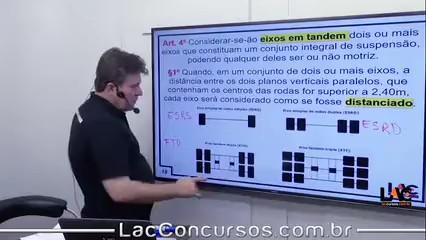 Art. 4º Considerar-se-ão eixos em tandem dois ou mais
eixos que constituam um conjunto integral de suspensão,
podendo qualquer deles ser ou não motriz.
§1º Quando, em um conjunto de dois ou mais eixos, a
distância entre os dois planos verticais paralelos, que
contenham os centros das rodas for superior a 2,40m,
cada eixo será considerado como se fosse distanciado.
ESRS
ESRD
ETD
LAC
LacConcursos.com.br